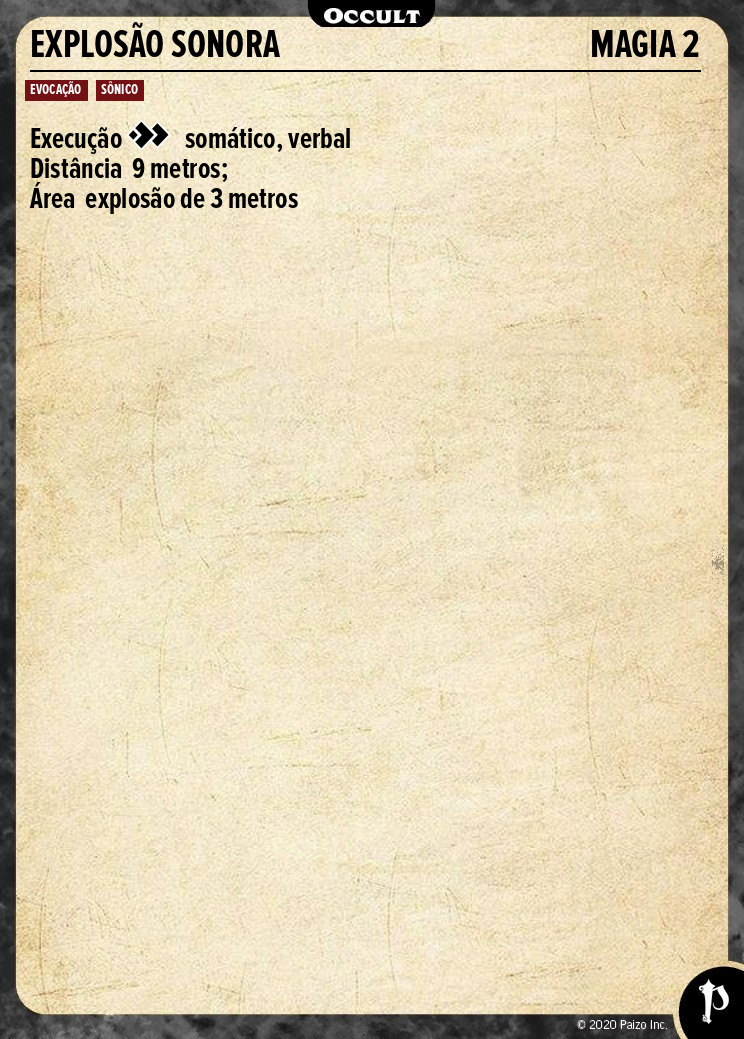 OCCULT
EXPLOSÃO SONORA MAGIA 2
EVOCAÇÃO SÔNICO
Execução somático, verbal
Distância 9 metros;
Área explosão de 3 metros
© 2020 Paizo Inc.
P